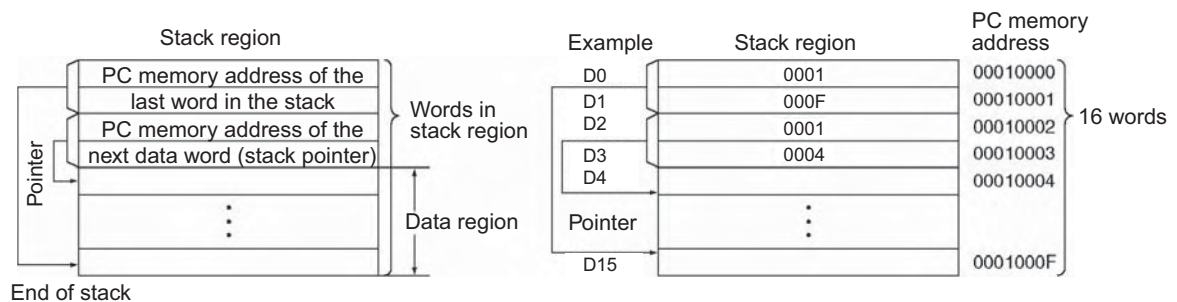 Stack region
PC memory address of the
last word in the stack
PC memory address of the
next data word (stack pointer)
Pointer
Words in
stack region
Data region
End of stack
Example
Stack region
PC memory
address
D0
0001
00010000
D1
000F
00010001
D2
0001
00010002
D3
0004
00010003
D4
00010004
16 words
Pointer
D15
0001000F